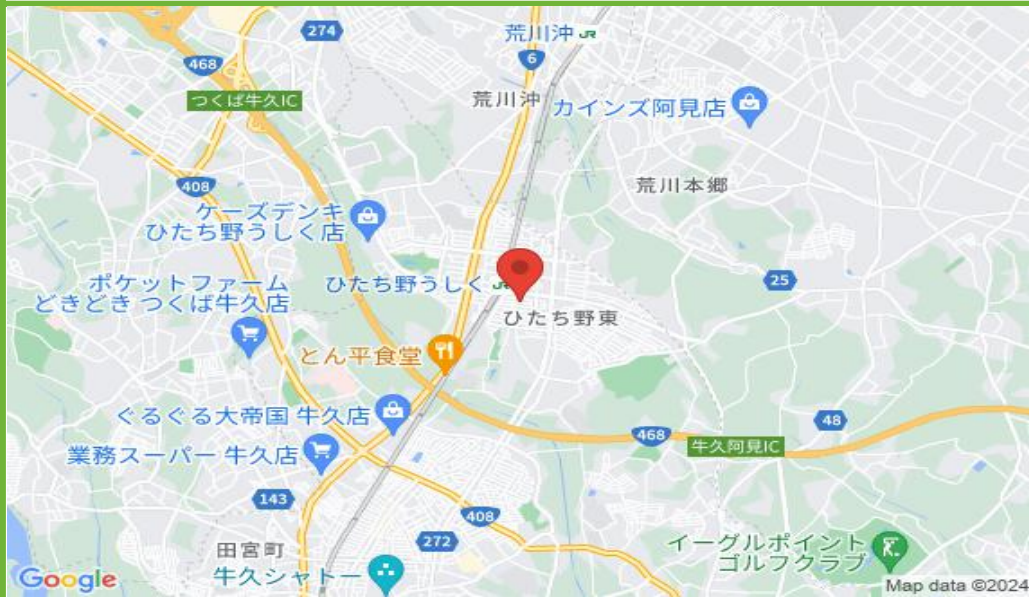 274
荒川沖 JR
6
468
つくば牛久IC
荒川沖
カインズ阿見店
408
荒川本郷
ケーズデンキ
ひたち野うしく店
ポケットファーム
どきどき つくば牛久店
ひたち野うしく JR
25
ひたち野東
とん平食堂
ぐるぐる大帝国 牛久店
48
468
牛久阿見IC
業務スーパー 牛久店
143
408
272
田宮町
牛久シャトー
イーグルポイント
ゴルフクラブ
Google
Map data ©2024